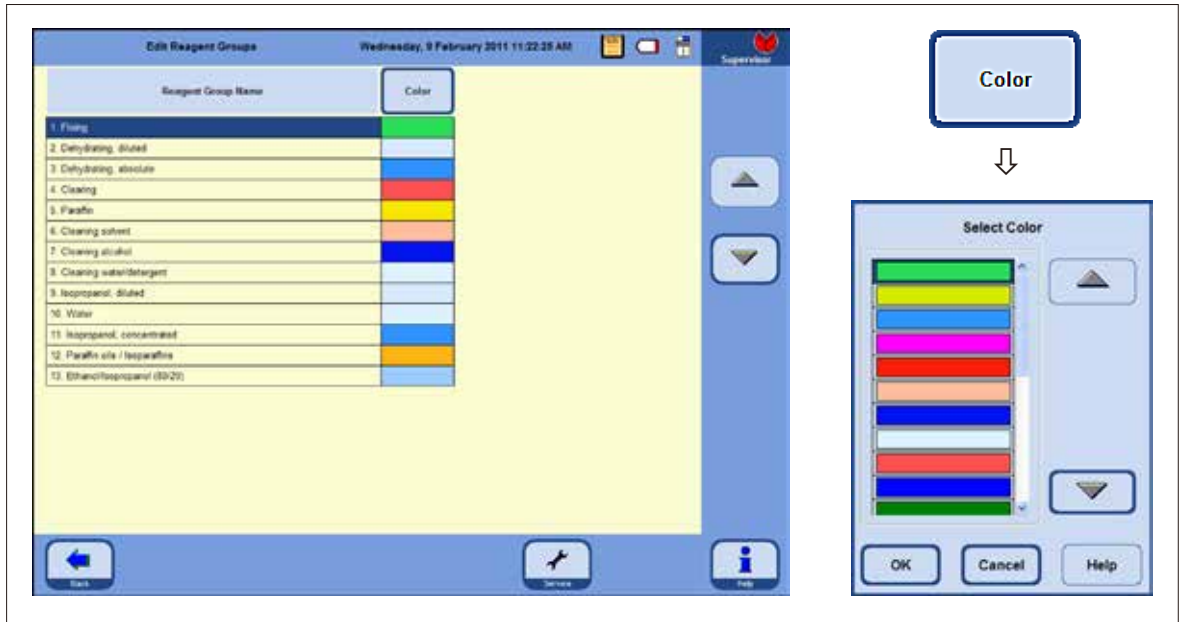 Edit Reagent Groups
Wednesday, 9 February 2011 11:22:25 AM
Supervisor
Reagent Group Name
Color
1. Fixing
2. Dehydrating, diluted
3. Dehydrating, absolute
4. Clearing
5. Paraffin
6. Cleaning solvent
7. Cleaning alcohol
8. Cleaning water/detergent
9. Isopropanol, diluted
10. Water
11. Isopropanol, concentrated
12. Paraffin oils / Isoparaffins
13. Ethanol/Isopropanol (80/20)
Back
Service
Help
Color
Select Color
OK
Cancel
Help